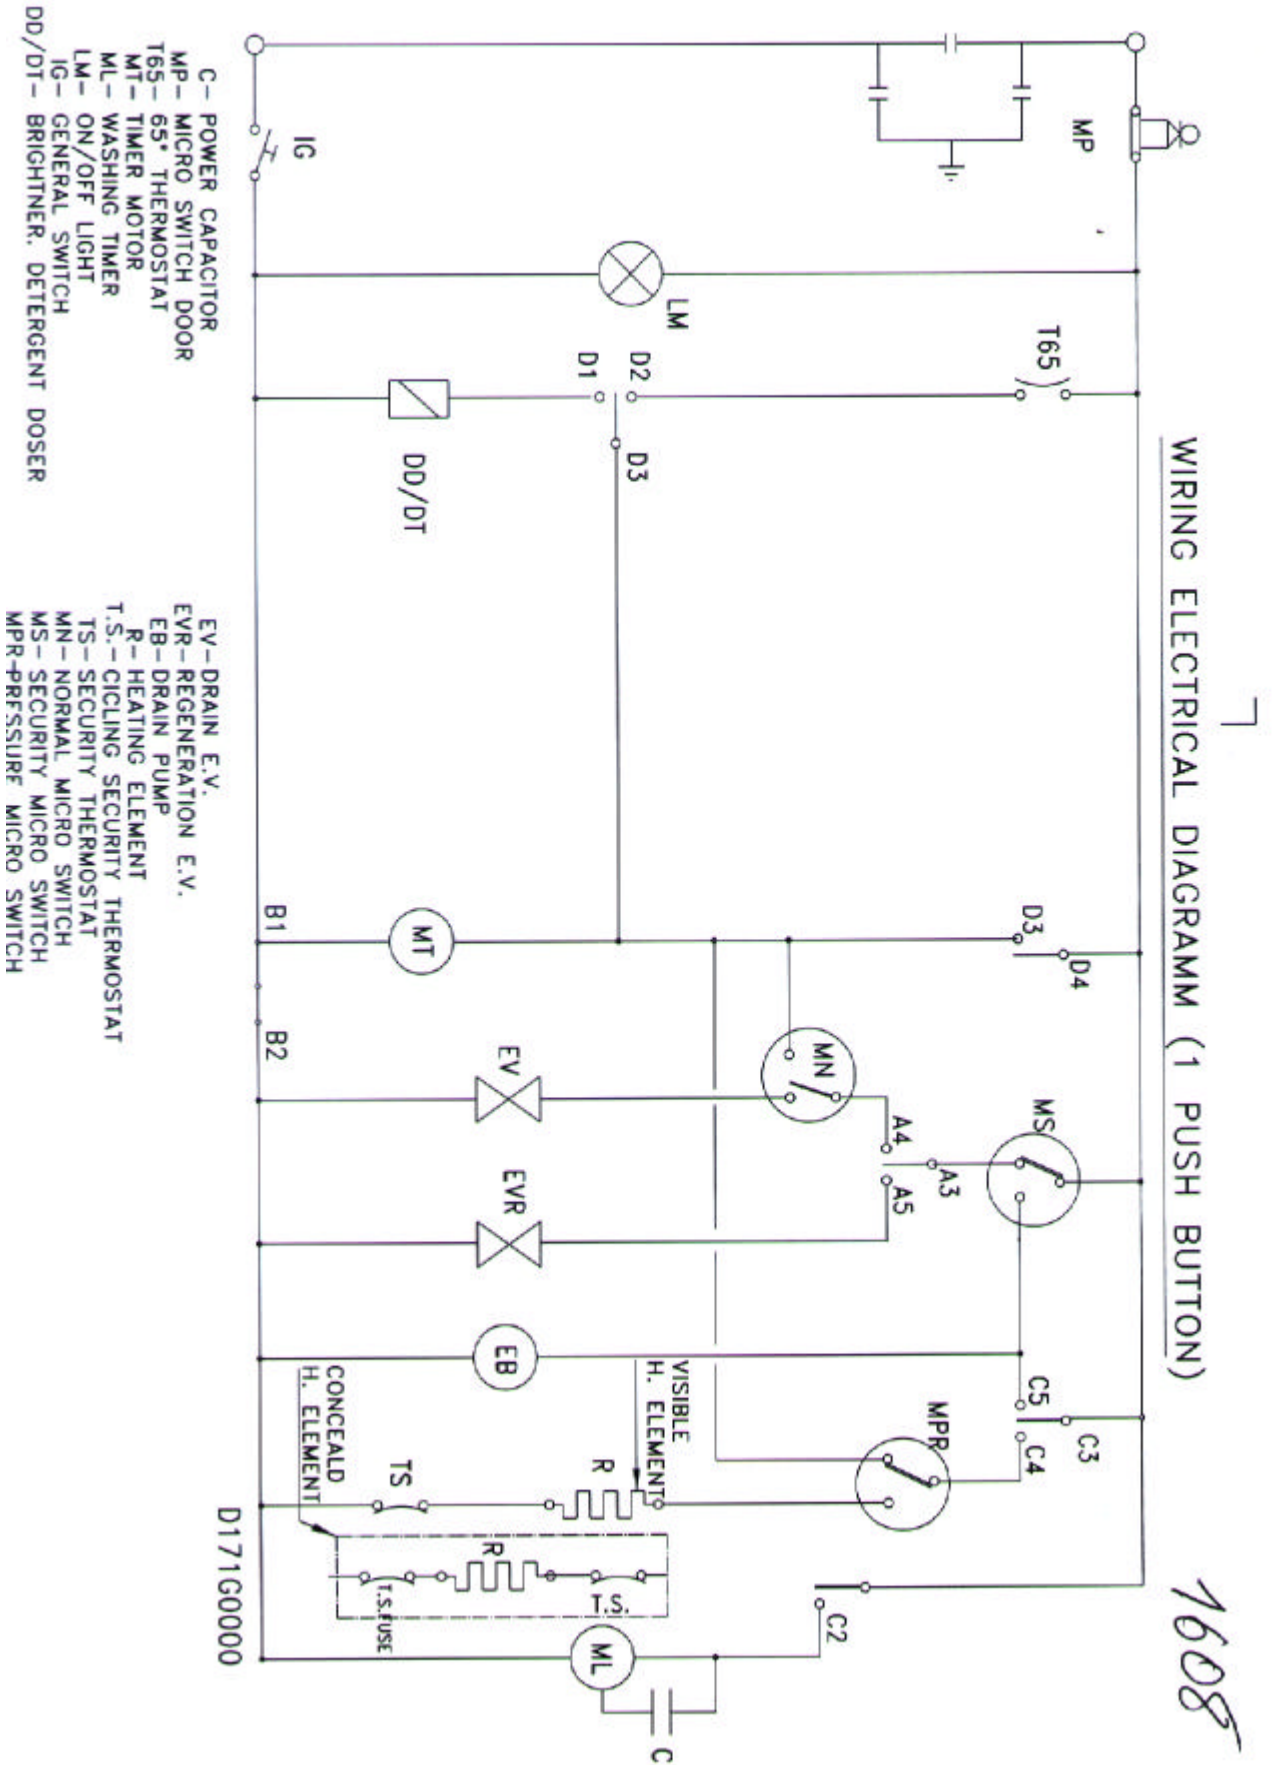 WIRING ELECTRICAL DIAGRAMM (1 PUSH BUTTON)
1608
MP
T65
D3
D4
MS
C5
C3
C4
MPR
C2
LM
D2
D1
D3
MN
A4
A3
A5
VISIBLE
H. ELEMENT
DD/DT
MT
EV
EVR
EB
R
TS
CONCEALD
H. ELEMENT
R
T.S.
T.S.FUSE
ML
C
IG
B1
B2
D171G0000
C- POWER CAPACITOR
MP- MICRO SWITCH DOOR
T65- 65° THERMOSTAT
MT- TIMER MOTOR
ML- WASHING TIMER
LM- ON/OFF LIGHT
IG- GENERAL SWITCH
DD/DT- BRIGHTNER. DETERGENT DOSER
EV-DRAIN E.V.
EVR-REGENERATION E.V.
EB-DRAIN PUMP
R-HEATING ELEMENT
T.S.-CICLING SECURITY THERMOSTAT
TS-SECURITY THERMOSTAT
MN-NORMAL MICRO SWITCH
MS-SECURITY MICRO SWITCH
MPR-PRESSURE MICRO SWITCH